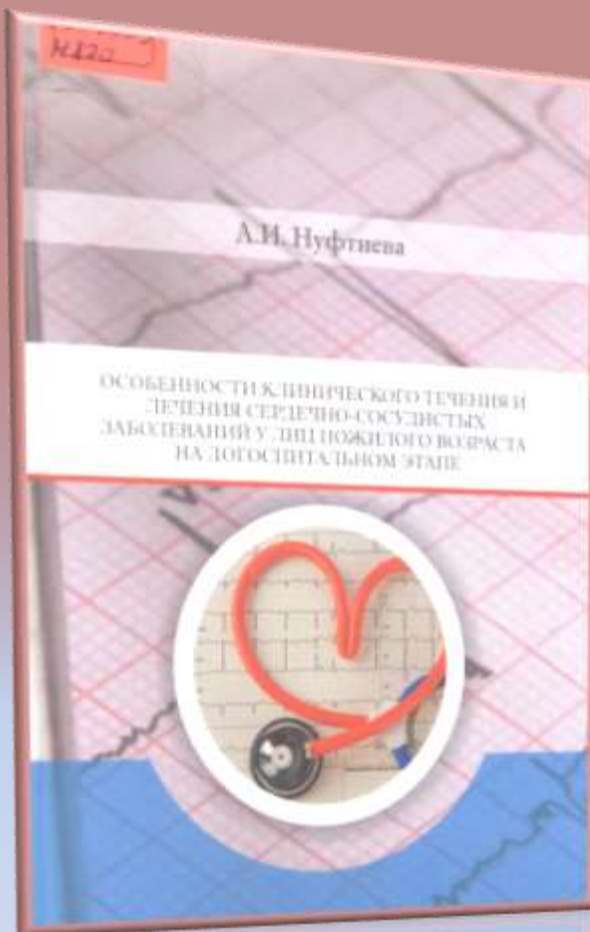 А.И. Нуфтиева
ОСОБЕННОСТИ КЛИНИЧЕСКОГО ТЕЧЕНИЯ И
ЛЕЧЕНИЯ СЕРДЕЧНО-СОСУДИСТЫХ
ЗАБОЛЕВАНИЙ У ЛИЦ ПОЖИЛОГО ВОЗРАСТА
НА ДОГОСПИТАЛЬНОМ ЭТАПЕ